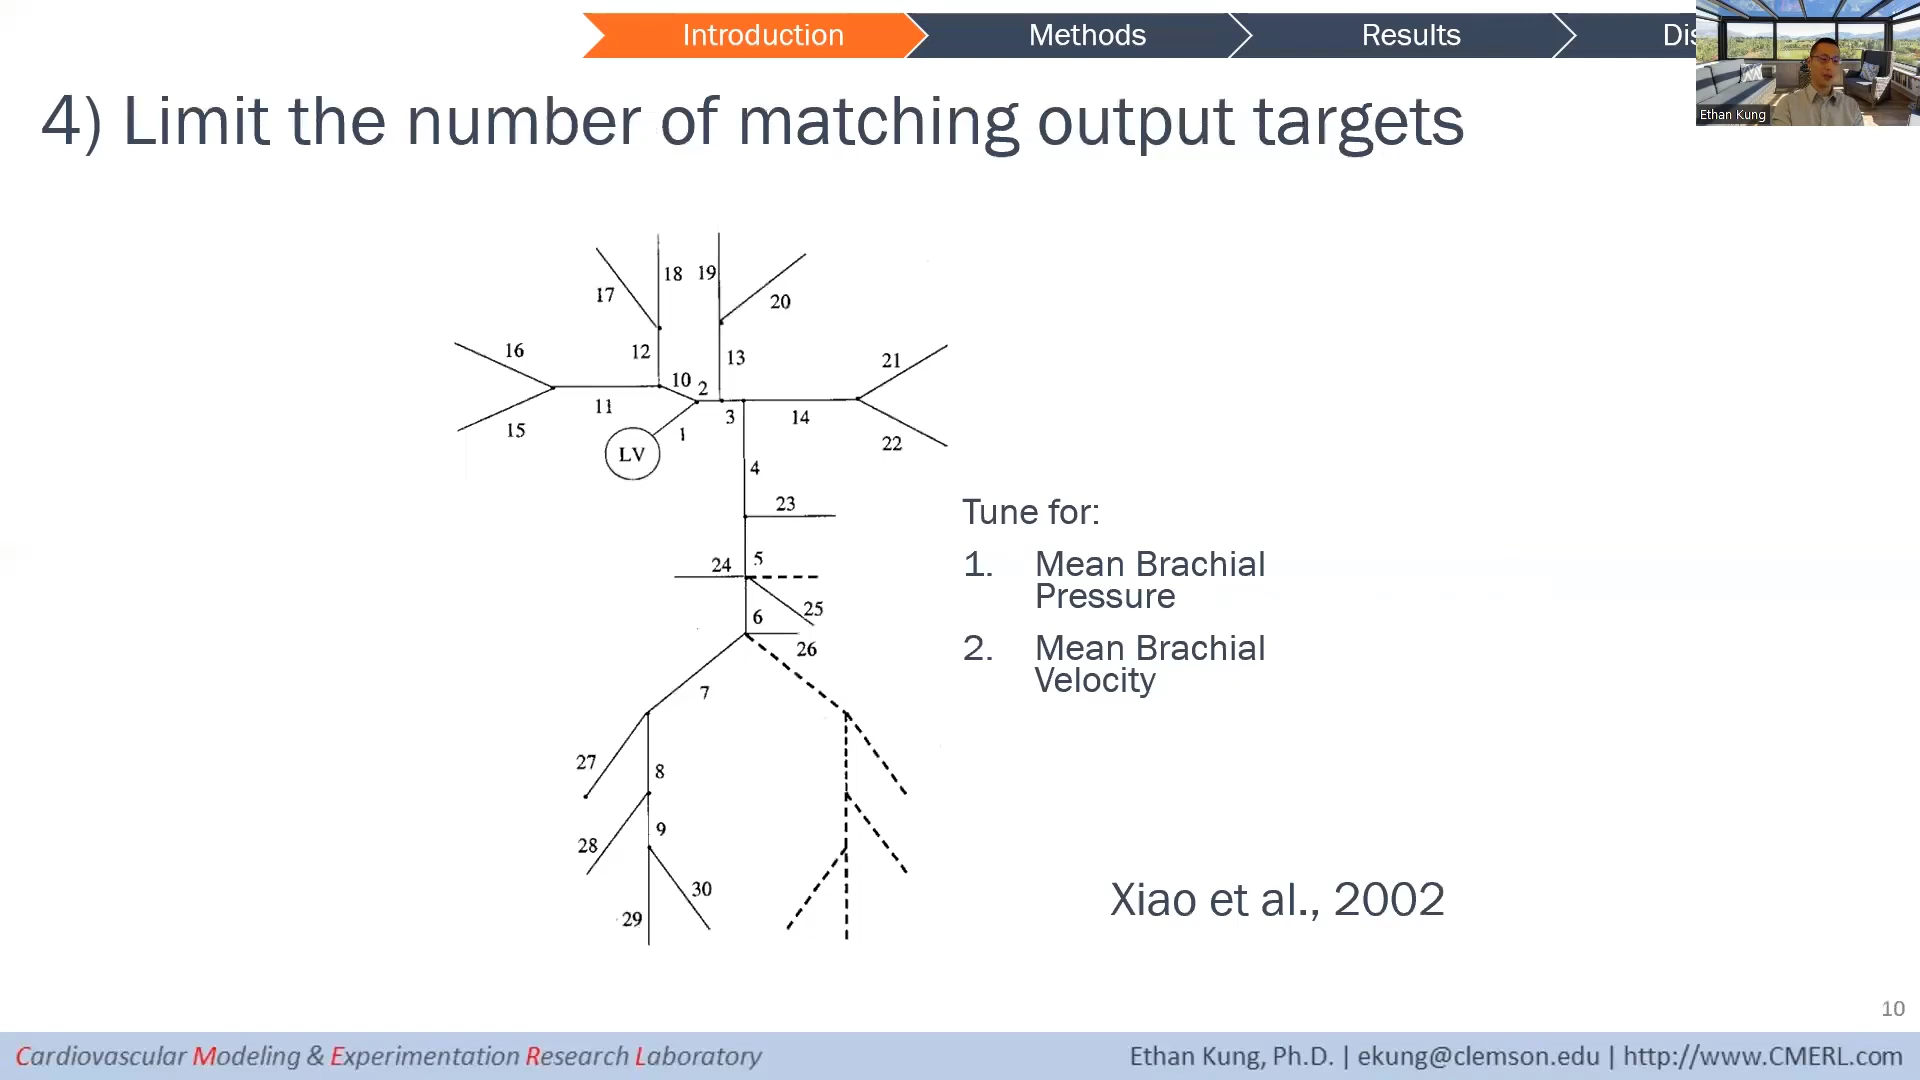 Introduction
Methods
Results
Dis
Ethan Kung
4) Limit the number of matching output targets
18 19
17
20
16
12
13
21
10
2
11
3
14
15
1
22
LV
4
23
24
5
25
6
26
7
27
8
9
28
30
29
Tune for:
1. Mean Brachial
Pressure
2. Mean Brachial
Velocity
Xiao et al., 2002
10
Cardiovascular Modeling & Experimentation Research Laboratory
Ethan Kung, Ph.D. | ekung@clemson.edu | http://www.CMERL.com